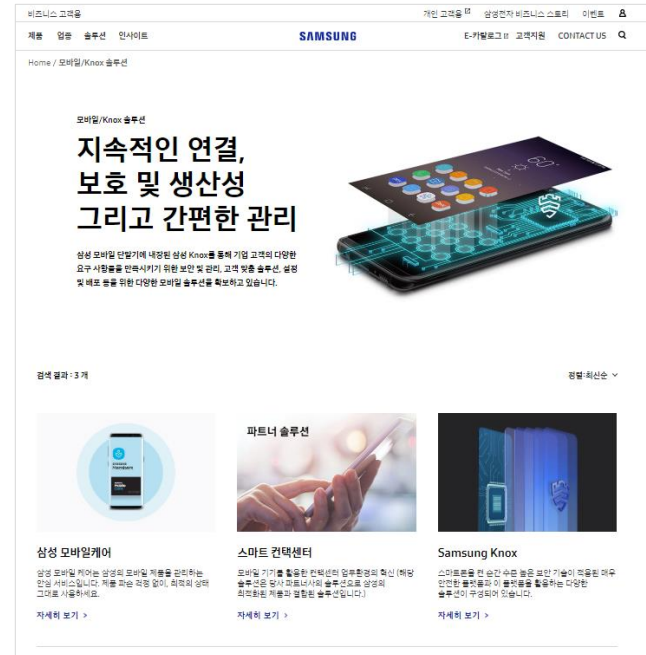 비즈니스 고객용
개인 고객용 삼성전자 비즈니스 스토리 이벤트
제품 업종 솔루션 인사이트
SAMSUNG
E-카탈로그 고객지원 CONTACT US
Home / 모바일/Knox 솔루션
모바일/Knox 솔루션
지속적인 연결,
보호 및 생산성
그리고 간편한 관리
삼성 모바일 단말기에 내장된 삼성 Knox를 통해 기업 고객의 다양한
요구 사항들을 만족시키기 위한 보안 및 관리, 고객 맞춤 솔루션, 설정
및 배포 등을 위한 다양한 모바일 솔루션을 확보하고 있습니다.
검색 결과 : 3 개
정렬:최신순
파트너 솔루션
삼성 모바일케어
삼성 모바일 케어는 삼성의 모바일 제품을 관리하는
안심 서비스입니다. 제품 파손 걱정 없이, 최적의 상태
그대로 사용하세요.
자세히 보기 >
스마트 컨택센터
모바일 기기를 활용한 컨택센터 업무환경의 혁신 (해당
솔루션은 당사 파트너사의 솔루션으로 삼성의
최적화된 제품과 결합된 솔루션입니다.)
자세히 보기 >
Samsung Knox
스마트폰을 켠 순간 수준 높은 보안 기술이 적용된 매우
안전한 플랫폼과 이 플랫폼을 활용하는 다양한
솔루션이 구성되어 있습니다.
자세히 보기 >